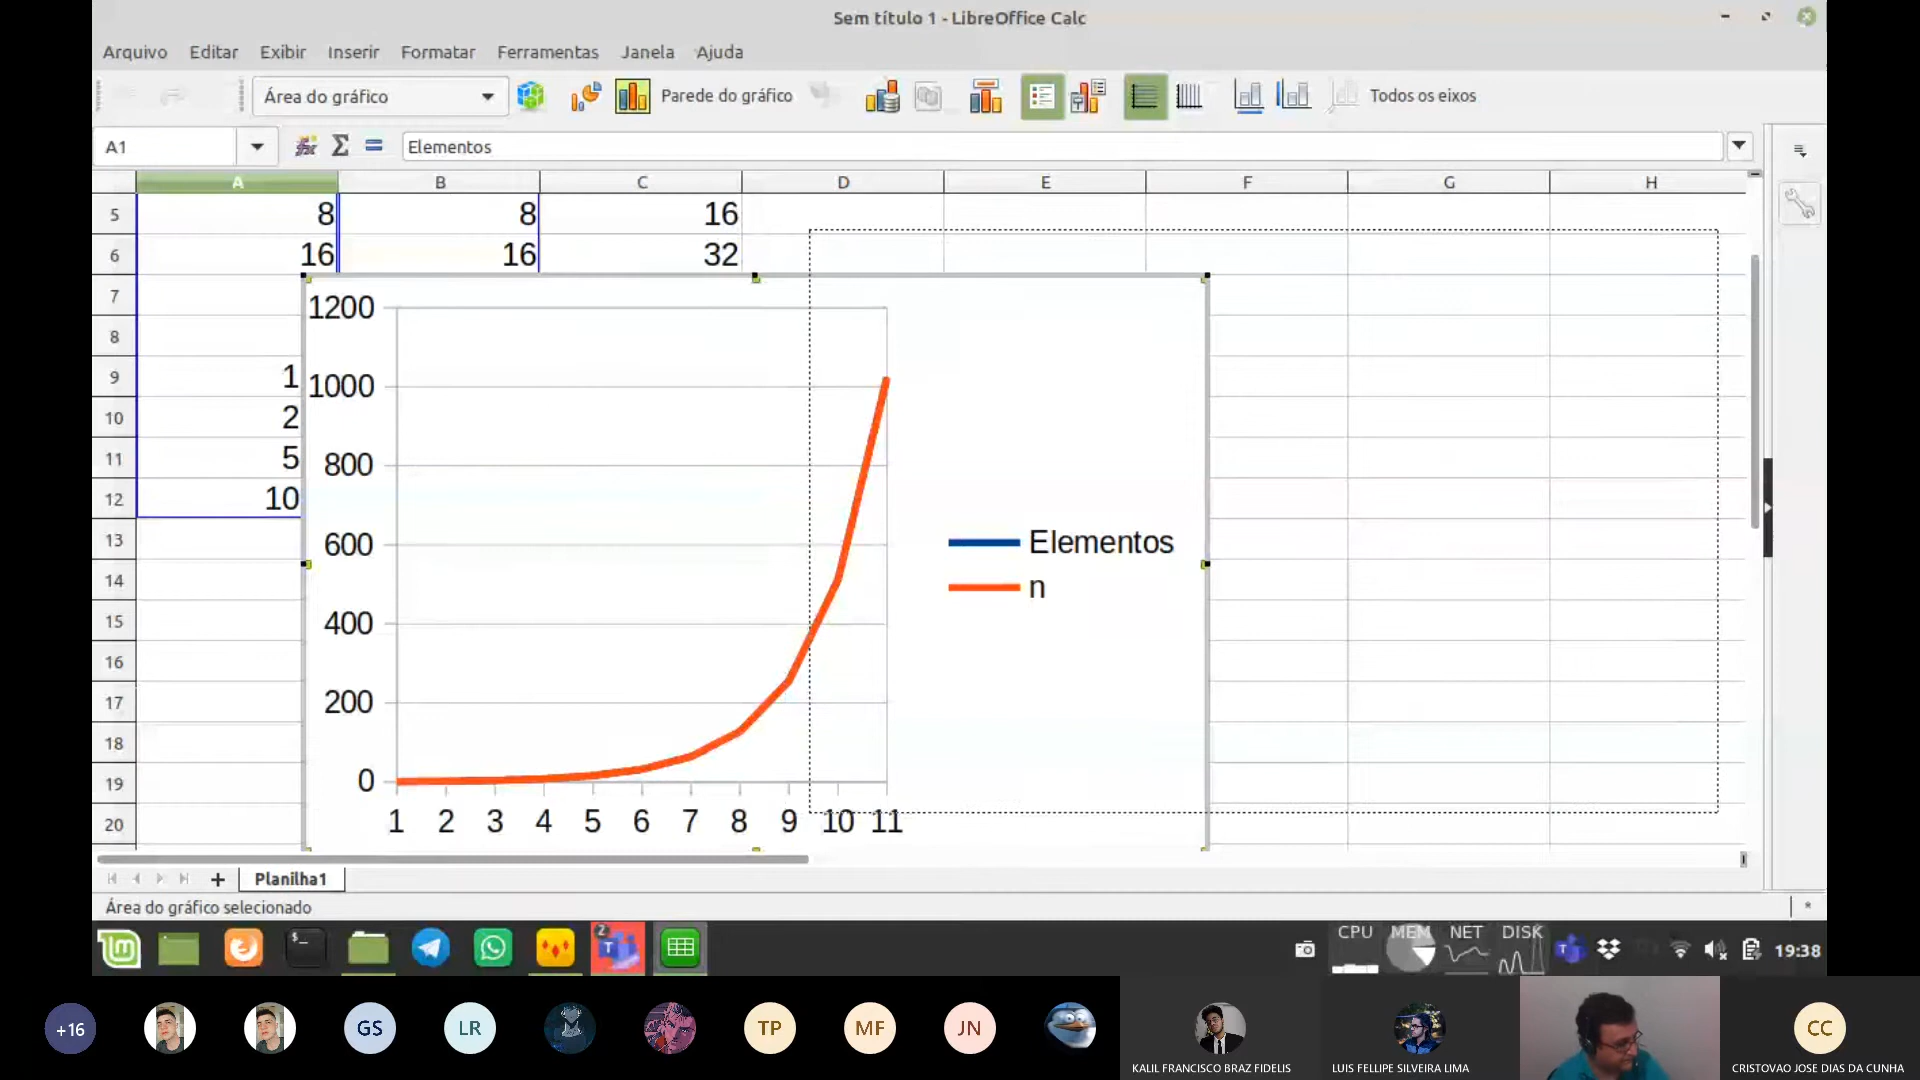 Sem título 1 - LibreOffice Calc
Arquivo Editar Exibir Inserir Formatar Ferramentas Janela Ajuda
Área do gráfico Parede do gráfico Todos os eixos
A1 Elementos
A B C D E F G H
5 8 8 16
6 16 16 32
7
8
9 1
10 2
11 5
12 10
13
14
15
16
17
18
19
20
1200
1000
800
600
400
200
0
1 2 3 4 5 6 7 8 9 10 11
Elementos
n
Planilha1
Área do gráfico selecionado
2
CPU MEM NET DISK
19:38
+16 GS LR TP MF JN CC
KALIL FRANCISCO BRAZ FIDELIS LUIS FELLIPE SILVEIRA LIMA CRISTOVAO JOSE DIAS DA CUNHA